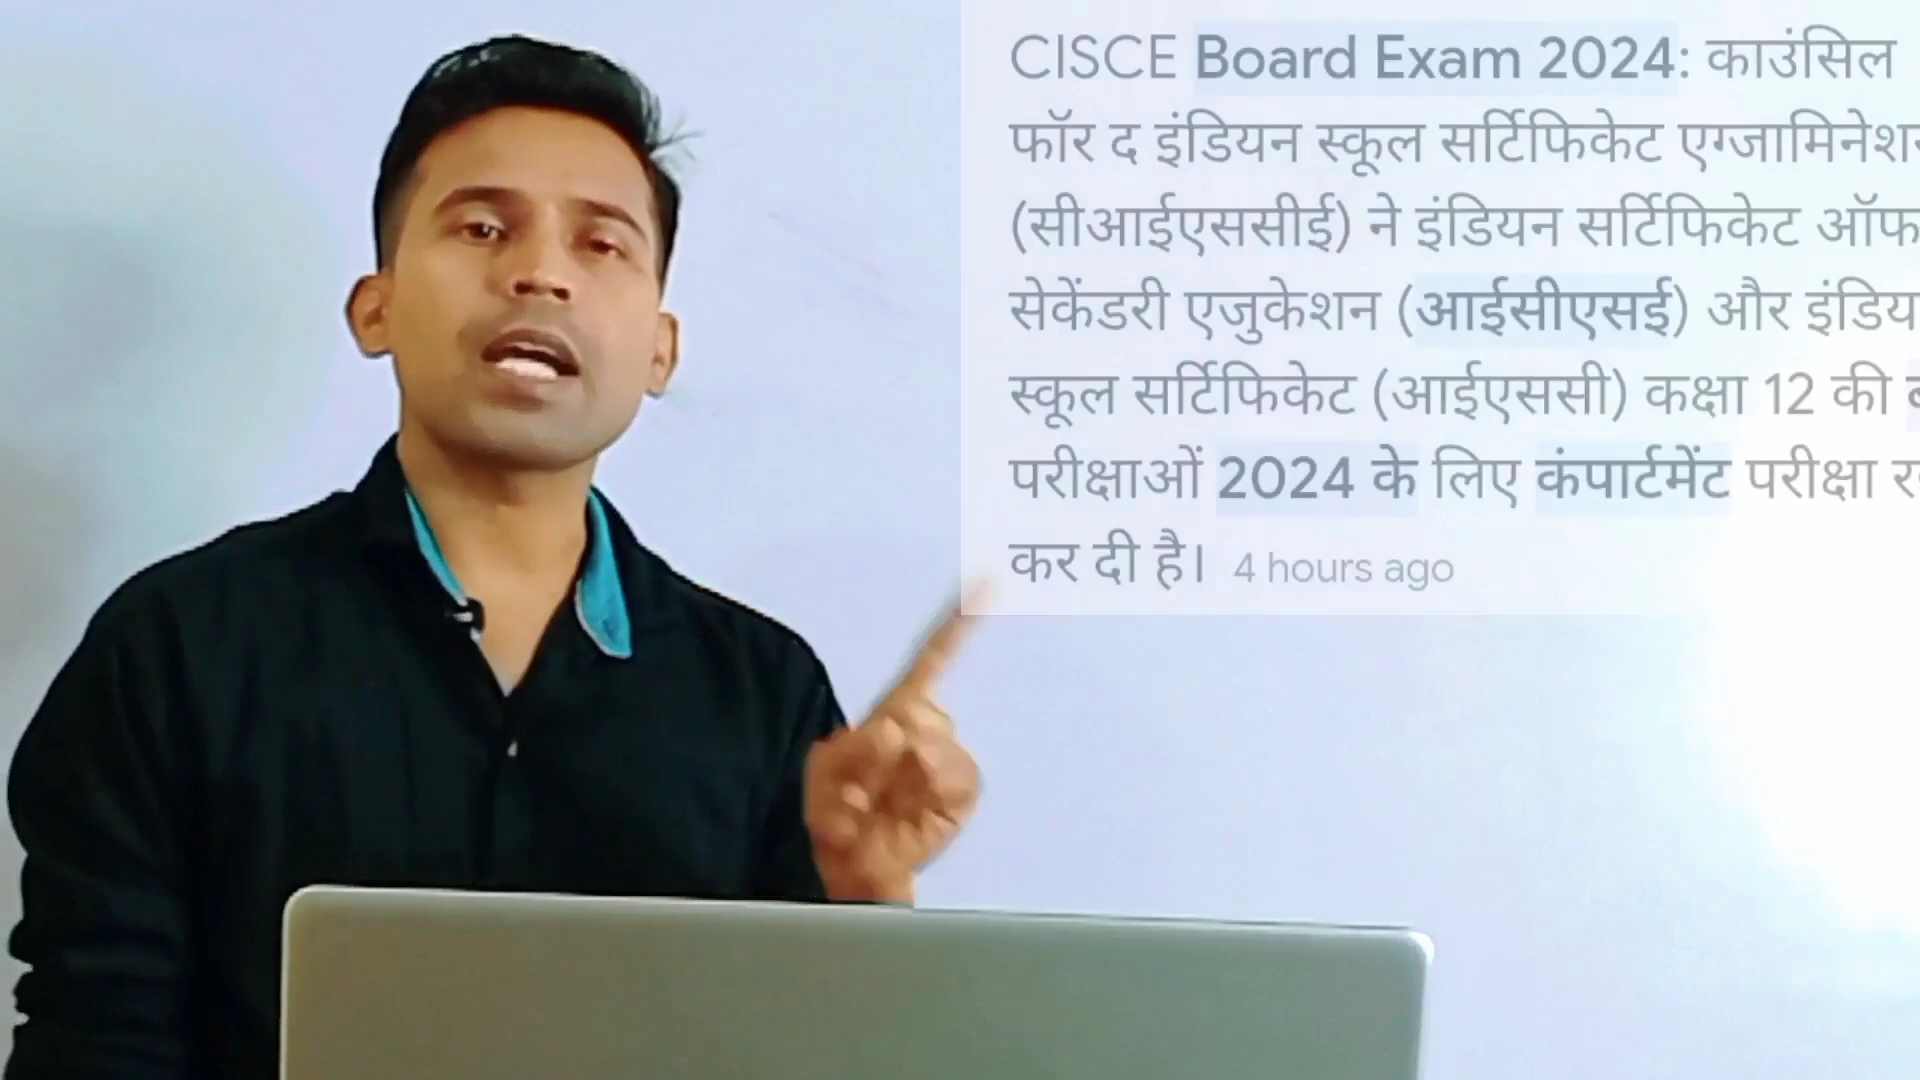 CISCE Board Exam 2024: काउंसिल
फॉर द इंडियन स्कूल सर्टिफिकेट एग्जामिनेशन
(सीआईएससीई) ने इंडियन सर्टिफिकेट ऑफ
सेकेंडरी एजुकेशन (आईसीएसई) और
स्कूल सर्टिफिकेट (आईएससी) कक्षा 12 की
परीक्षाओं 2024 के लिए कंपार्टमेंट परीक्षा
कर दी है। 4 hours ago